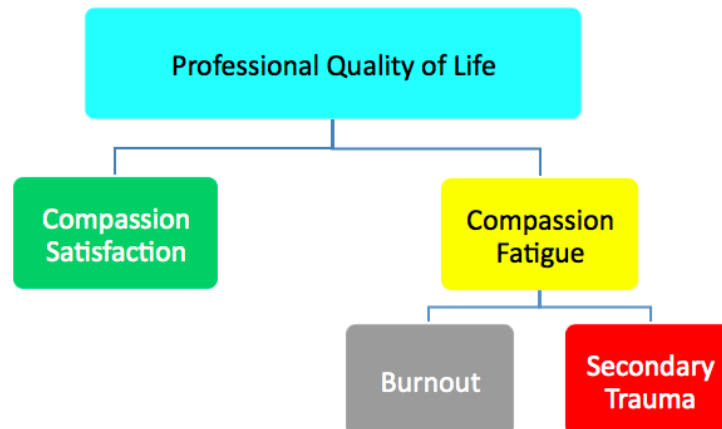 Professional Quality of Life
Compassion
Satisfaction
Compassion
Fatigue
Burnout
Secondary
Trauma